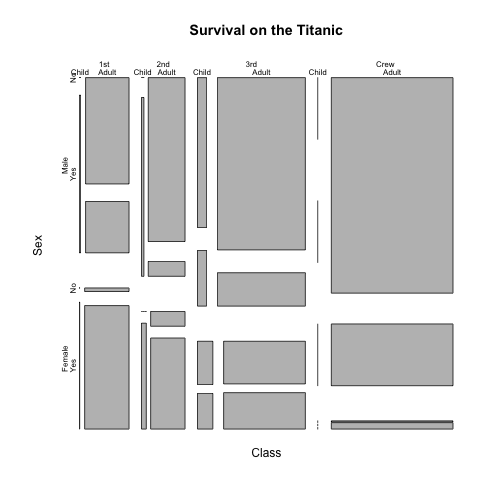 Survival on the Titanic
1st 2nd 3rd Crew
Child Adult Child Adult Child Adult Child Adult
Sex
Male
No Yes
Female
No Yes
Class